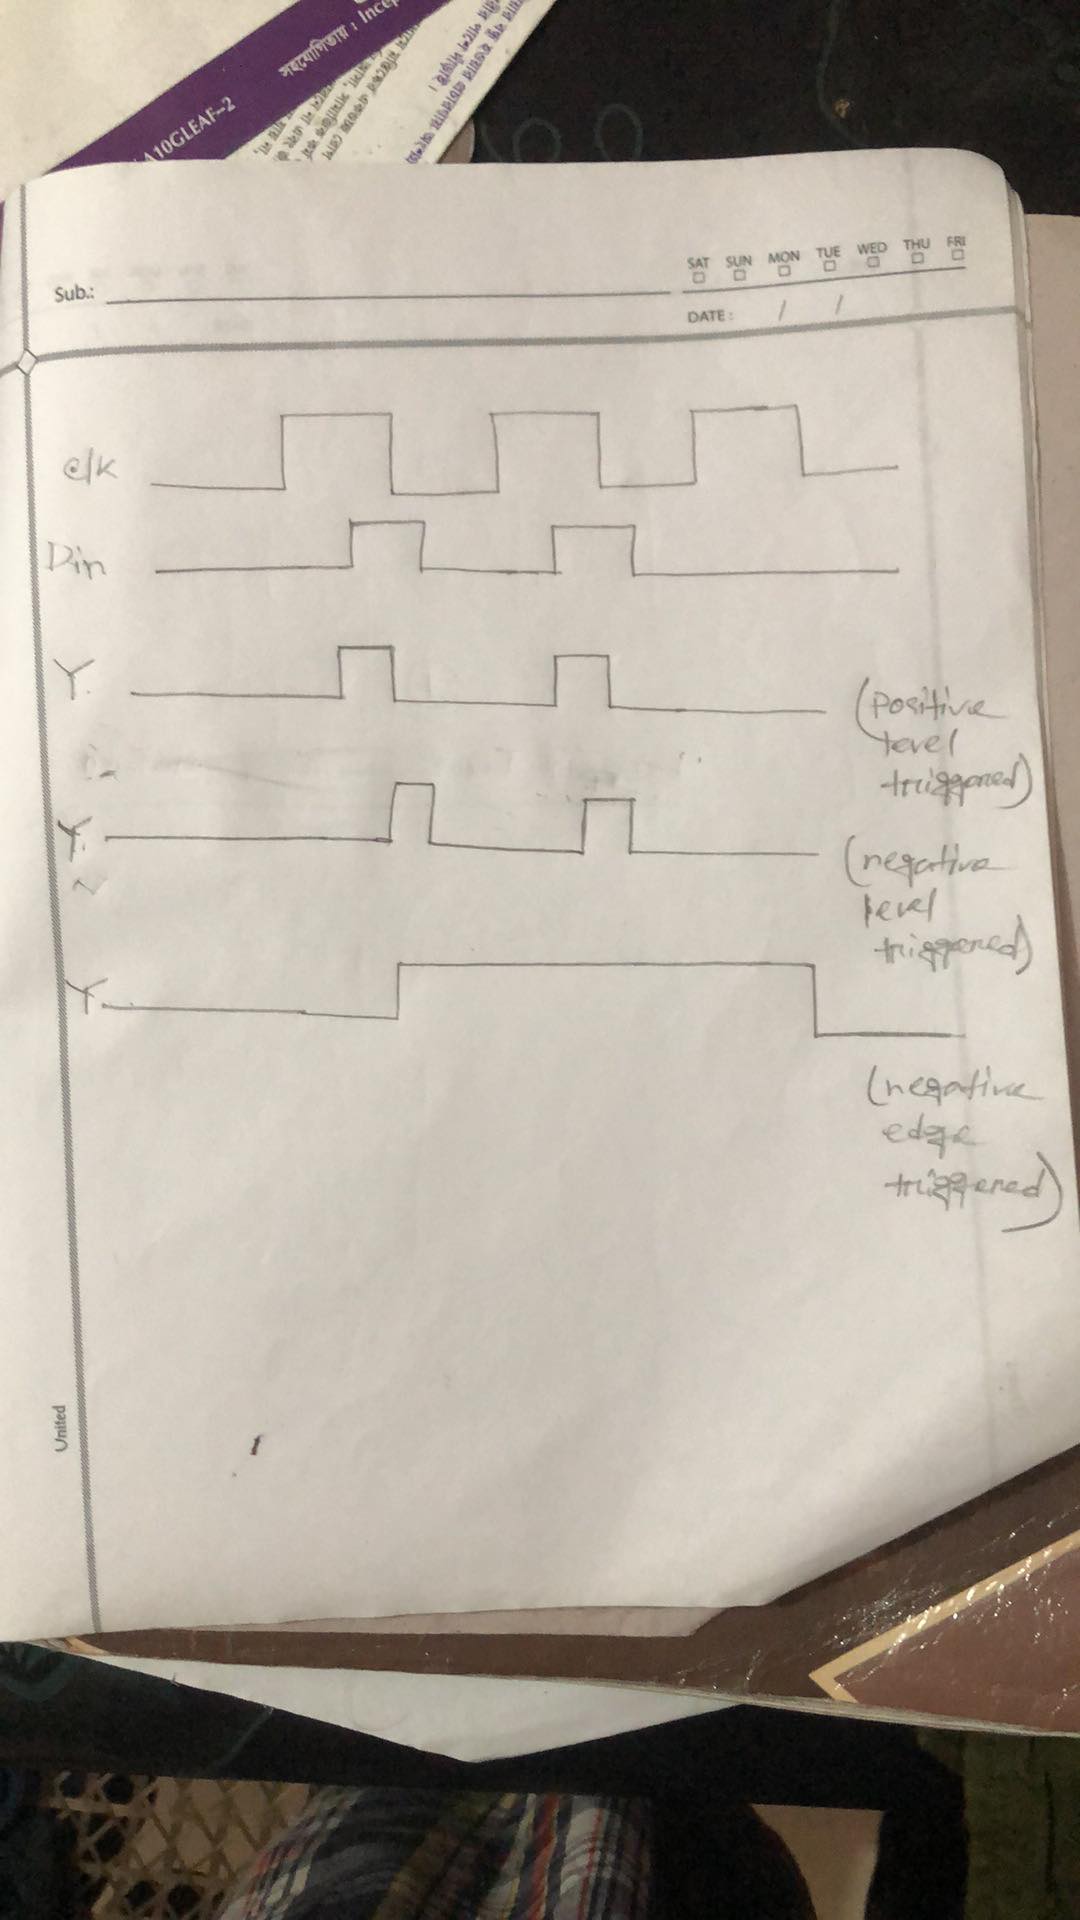 সহযোগিতায় : Incep
A10GLEAF-2
Sub.:
SAT SUN MON TUE WED THU FRI
DATE : / /
clk
Din
Y.
(positive
level
triggered)
Y.
(negative
level
triggered)
Y.
(negative
edge
triggered)
United